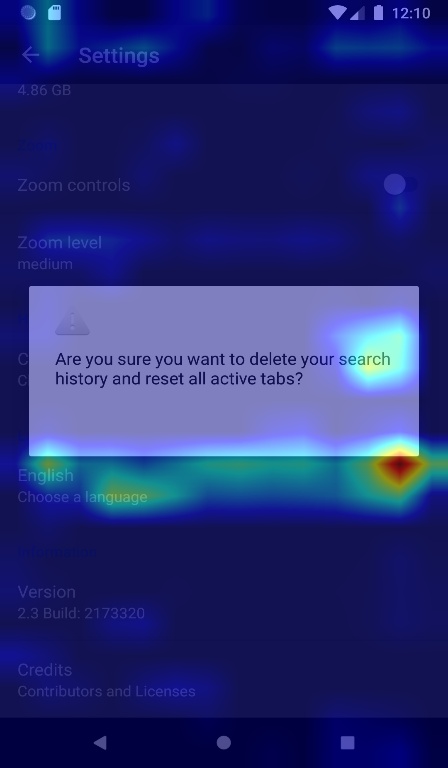 12:10
Settings
4.86 GB
Zoom controls
Zoom level
medium
Are you sure you want to delete your search
history and reset all active tabs?
English
Choose a language
Version
2.3 Build: 2173320
Credits
Contributors and Licenses